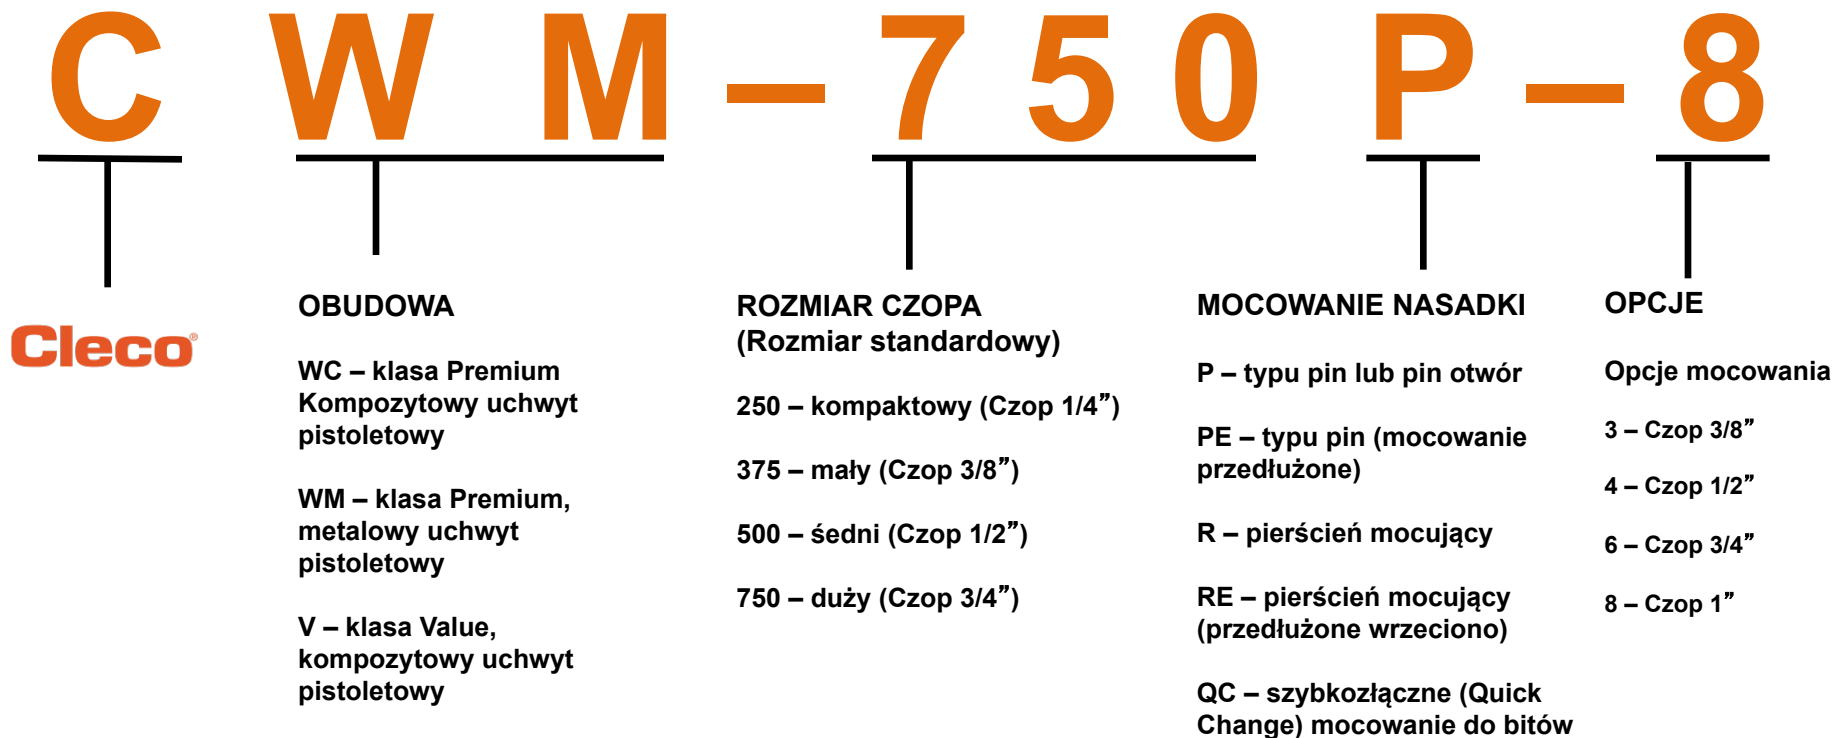 C W M – 7 5 0 P – 8
Cleco®
OBUDOWA
WC – klasa Premium
Kompozytowy uchwyt
pistoletowy
WM – klasa Premium,
metalowy uchwyt
pistoletowy
V – klasa Value,
kompozytowy uchwyt
pistoletowy
ROZMIAR CZOPA
(Rozmiar standardowy)
250 – kompaktowy (Czop 1/4”)
375 – mały (Czop 3/8”)
500 – śedni (Czop 1/2”)
750 – duży (Czop 3/4”)
MOCOWANIE NASADKI
P – typu pin lub pin otwór
PE – typu pin (mocowanie
przedłużone)
R – pierścień mocujący
RE – pierścień mocujący
(przedłużone wrzeciono)
QC – szybkozłączne (Quick
Change) mocowanie do bitów
OPCJE
Opcje mocowania
3 – Czop 3/8”
4 – Czop 1/2”
6 – Czop 3/4”
8 – Czop 1”